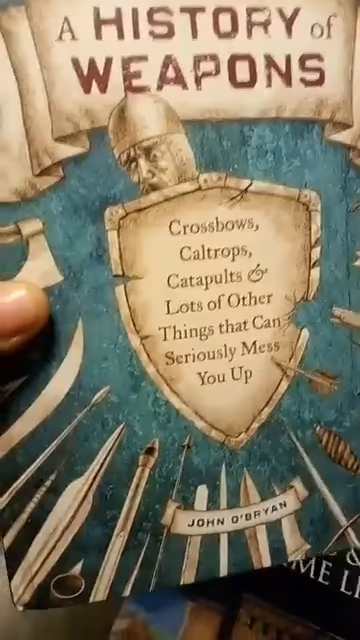 A HISTORY of
WEAPONS
Crossbows,
Caltrops,
Catapults &
Lots of Other
Things that Can
Seriously Mess
You Up
JOHN O'BRYAN